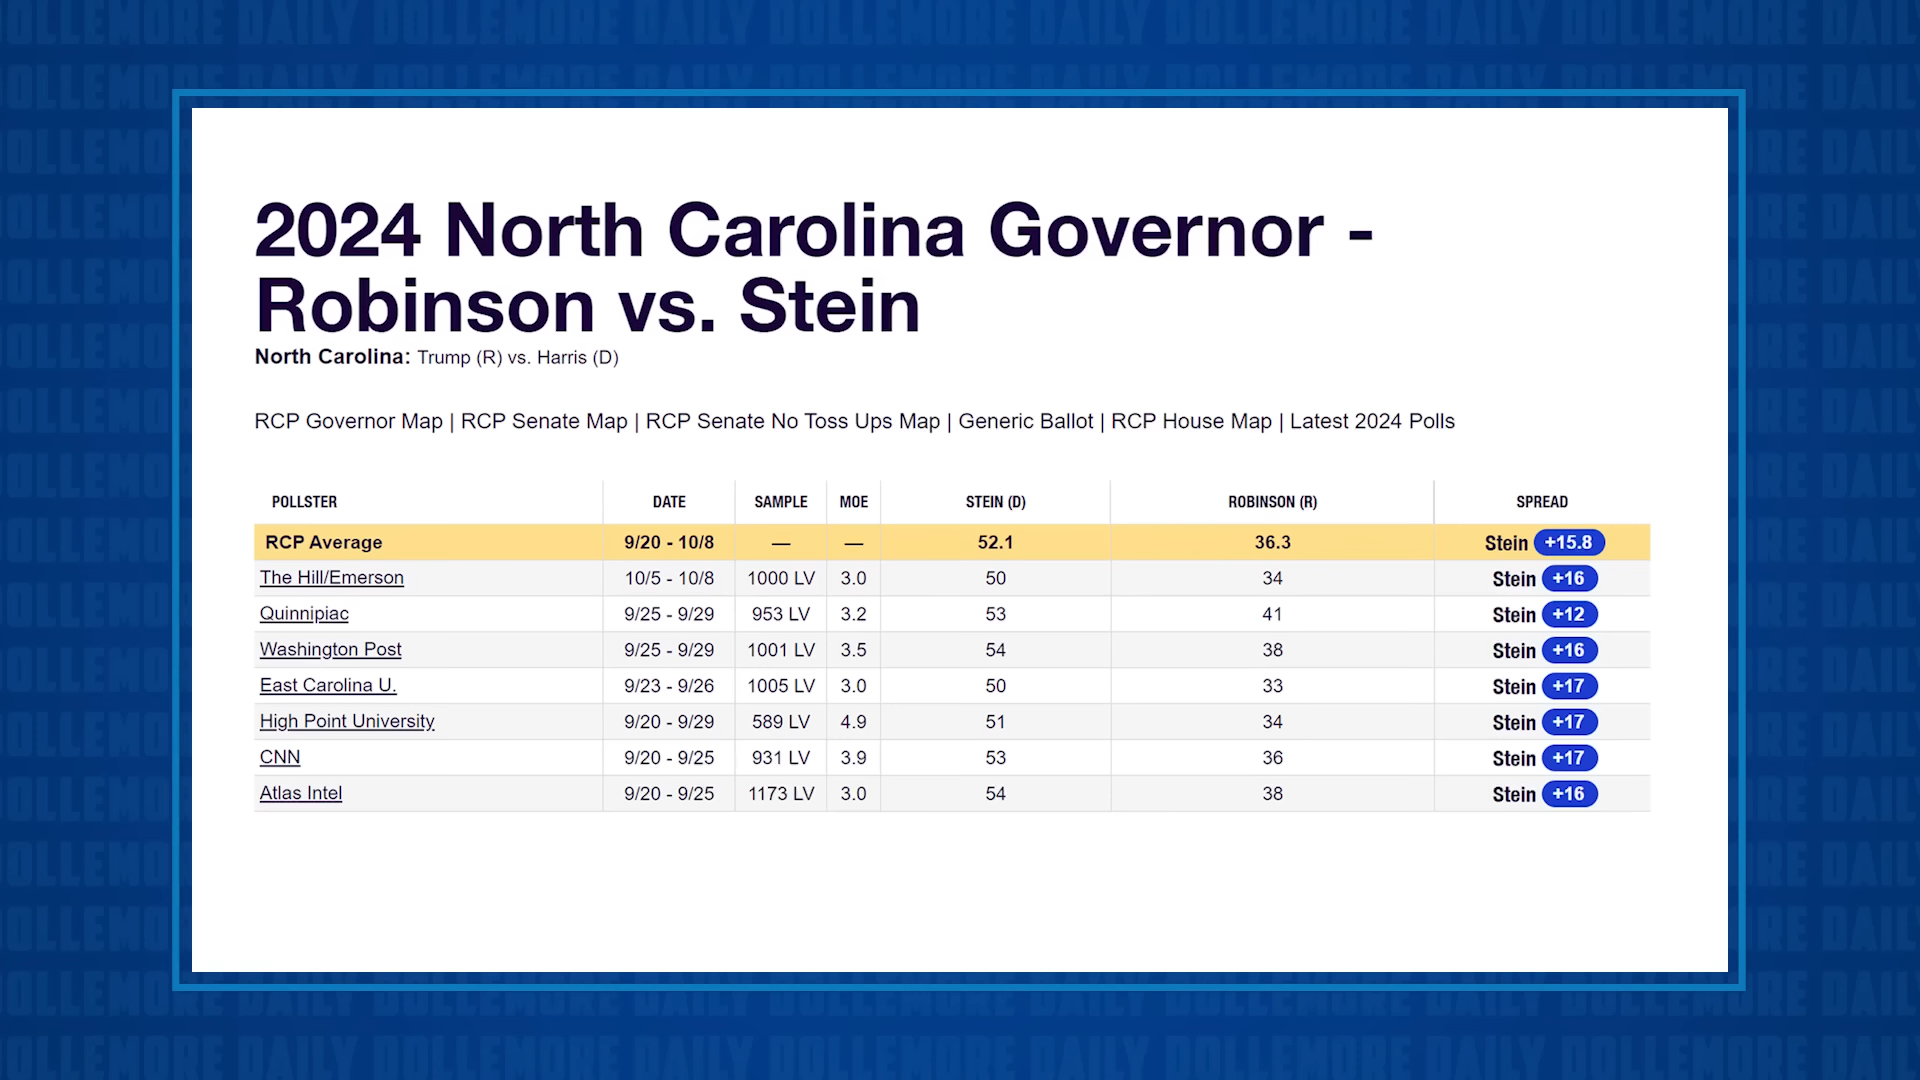 2024 North Carolina Governor -
Robinson vs. Stein
North Carolina: Trump (R) vs. Harris (D)
RCP Governor Map | RCP Senate Map | RCP Senate No Toss Ups Map | Generic Ballot | RCP House Map | Latest 2024 Polls
POLLSTER DATE SAMPLE MOE STEIN (D) ROBINSON (R) SPREAD
RCP Average 9/20 - 10/8 — — 52.1 36.3 Stein +15.8
The Hill/Emerson 10/5 - 10/8 1000 LV 3.0 50 34 Stein +16
Quinnipiac 9/25 - 9/29 953 LV 3.2 53 41 Stein +12
Washington Post 9/25 - 9/29 1001 LV 3.5 54 38 Stein +16
East Carolina U. 9/23 - 9/26 1005 LV 3.0 50 33 Stein +17
High Point University 9/20 - 9/29 589 LV 4.9 51 34 Stein +17
CNN 9/20 - 9/25 931 LV 3.9 53 36 Stein +17
Atlas Intel 9/20 - 9/25 1173 LV 3.0 54 38 Stein +16